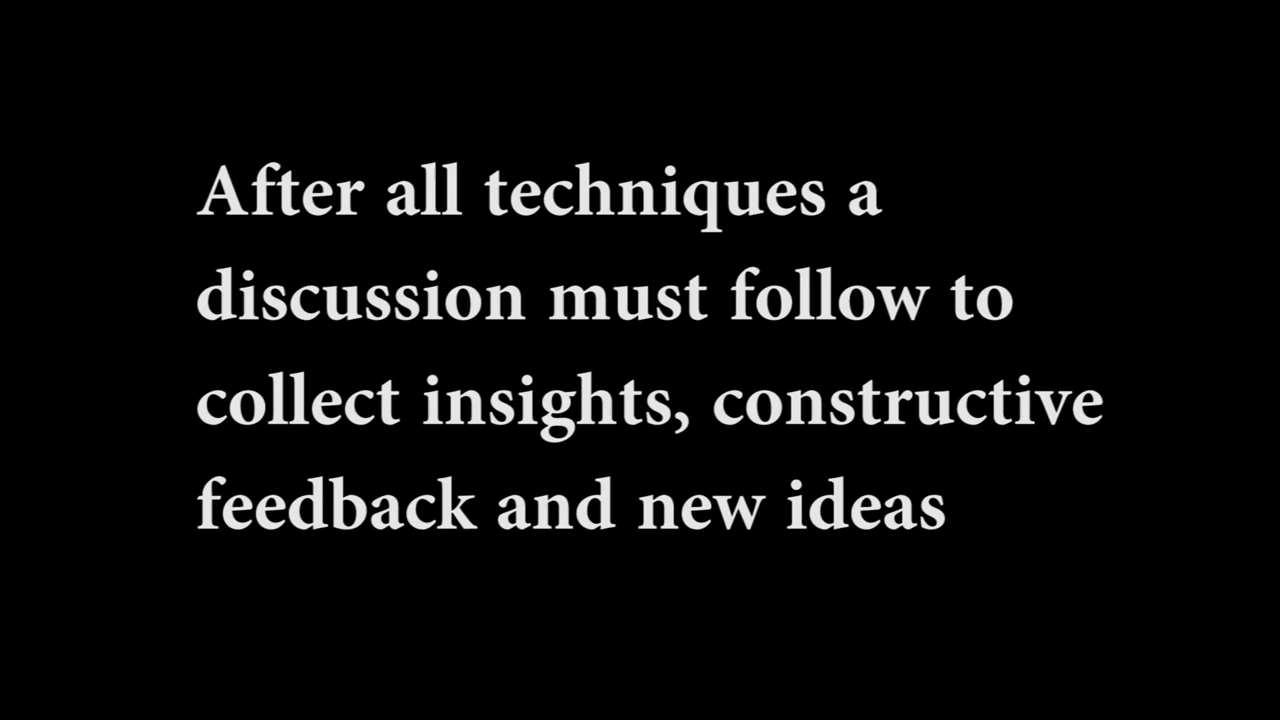 After all techniques a
discussion must follow to
collect insights, constructive
feedback and new ideas